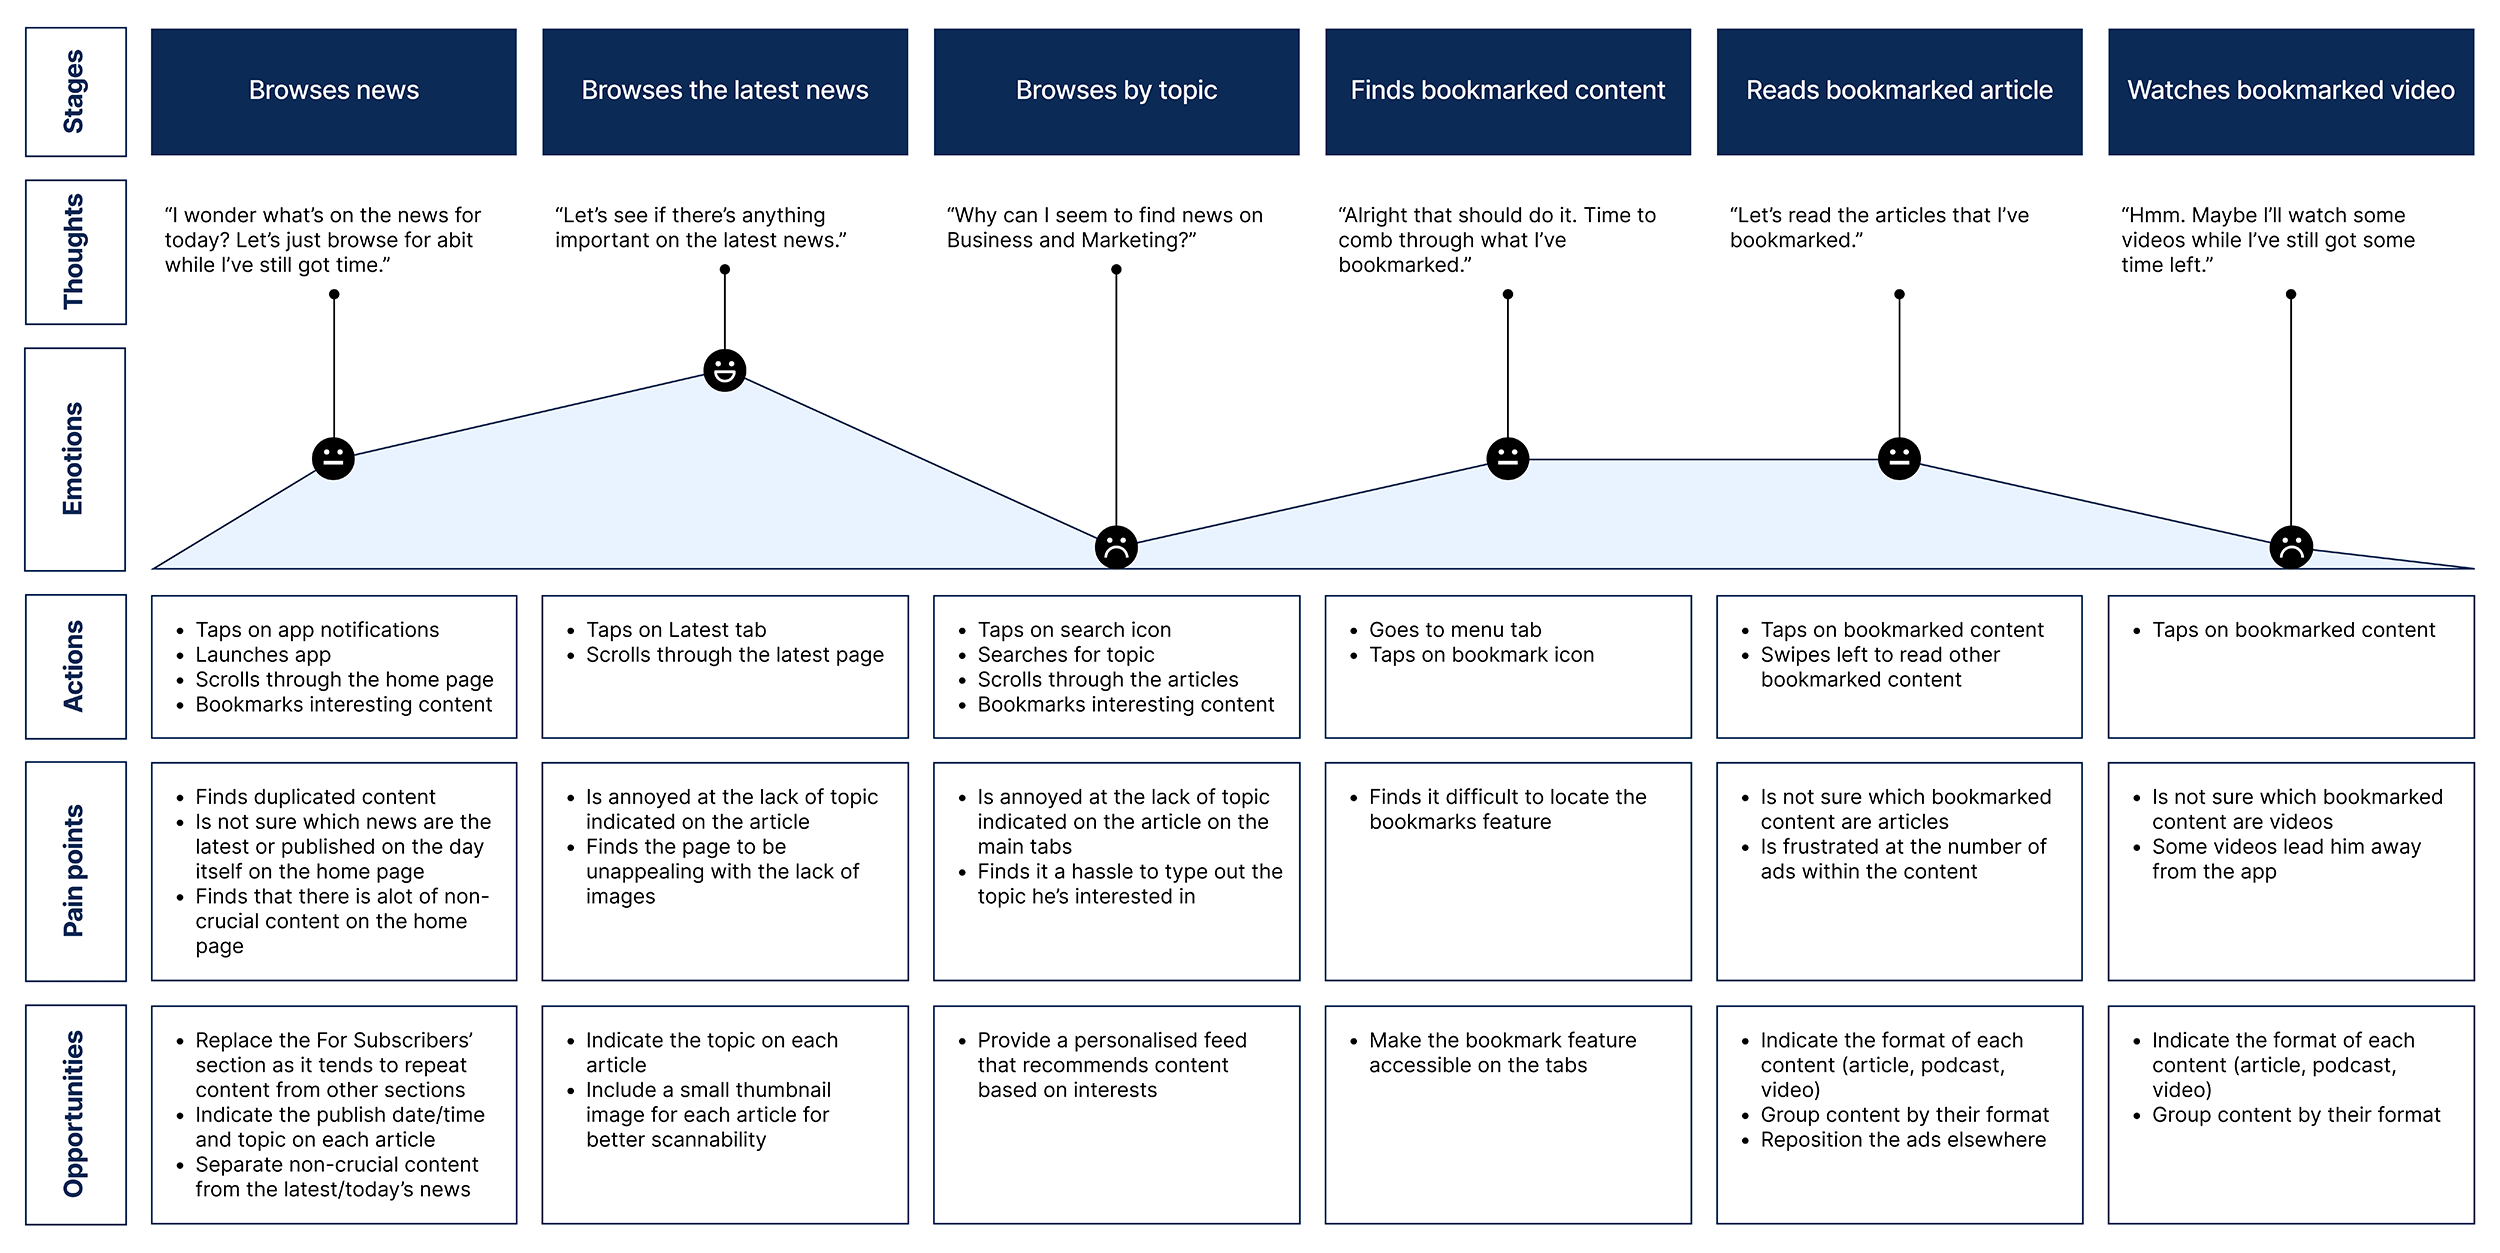 Stages
Browses news
Browses the latest news
Browses by topic
Finds bookmarked content
Reads bookmarked article
Watches bookmarked video
Thoughts
“I wonder what’s on the news for
today? Let’s just browse for abit
while I’ve still got time.”
“Let’s see if there’s anything
important on the latest news.”
“Why can I seem to find news on
Business and Marketing?”
“Alright that should do it. Time to
comb through what I’ve
bookmarked.”
“Let’s read the articles that I’ve
bookmarked.”
“Hmm. Maybe I’ll watch some
videos while I’ve still got some
time left.”
Emotions
Actions
• Taps on app notifications
• Launches app
• Scrolls through the home page
• Bookmarks interesting content
• Taps on Latest tab
• Scrolls through the latest page
• Taps on search icon
• Searches for topic
• Scrolls through the articles
• Bookmarks interesting content
• Goes to menu tab
• Taps on bookmark icon
• Taps on bookmarked content
• Swipes left to read other
bookmarked content
• Taps on bookmarked content
Pain points
• Finds duplicated content
• Is not sure which news are the
latest or published on the day
itself on the home page
• Finds that there is alot of non-
crucial content on the home
page
• Is annoyed at the lack of topic
indicated on the article
• Finds the page to be
unappealing with the lack of
images
• Is annoyed at the lack of topic
indicated on the article on the
main tabs
• Finds it a hassle to type out the
topic he’s interested in
• Finds it difficult to locate the
bookmarks feature
• Is not sure which bookmarked
content are articles
• Is frustrated at the number of
ads within the content
• Is not sure which bookmarked
content are videos
• Some videos lead him away
from the app
Opportunities
• Replace the For Subscribers’
section as it tends to repeat
content from other sections
• Indicate the publish date/time
and topic on each article
• Separate non-crucial content
from the latest/today’s news
• Indicate the topic on each
article
• Include a small thumbnail
image for each article for
better scannability
• Provide a personalised feed
that recommends content
based on interests
• Make the bookmark feature
accessible on the tabs
• Indicate the format of each
content (article, podcast,
video)
• Group content by their format
• Reposition the ads elsewhere
• Indicate the format of each
content (article, podcast,
video)
• Group content by their format